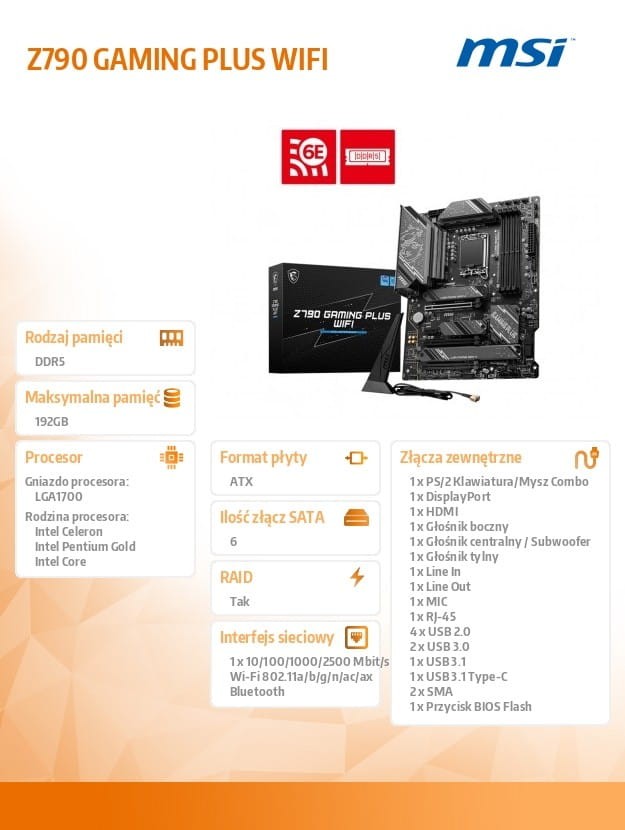 Z790 GAMING PLUS WIFI
msi
6E
DDR5
Z790 GAMING PLUS
WIFI
Rodzaj pamięci
DDR5
Maksymalna pamięć
192GB
Procesor
Gniazdo procesora:
LGA1700
Rodzina procesora:
Intel Celeron
Intel Pentium Gold
Intel Core
Format płyty
ATX
Ilość złącz SATA
6
RAID
Tak
Interfejs sieciowy
1 x 10/100/1000/2500 Mbit/s
Wi-Fi 802.11a/b/g/n/ac/ax
Bluetooth
Złącza zewnętrzne
1 x PS/2 Klawiatura/Mysz Combo
1 x DisplayPort
1 x HDMI
1 x Głośnik boczny
1 x Głośnik centralny / Subwoofer
1 x Głośnik tylny
1 x Line In
1 x Line Out
1 x MIC
1 x RJ-45
4 x USB 2.0
2 x USB 3.0
1 x USB 3.1
1 x USB 3.1 Type-C
2 x SMA
1 x Przycisk BIOS Flash